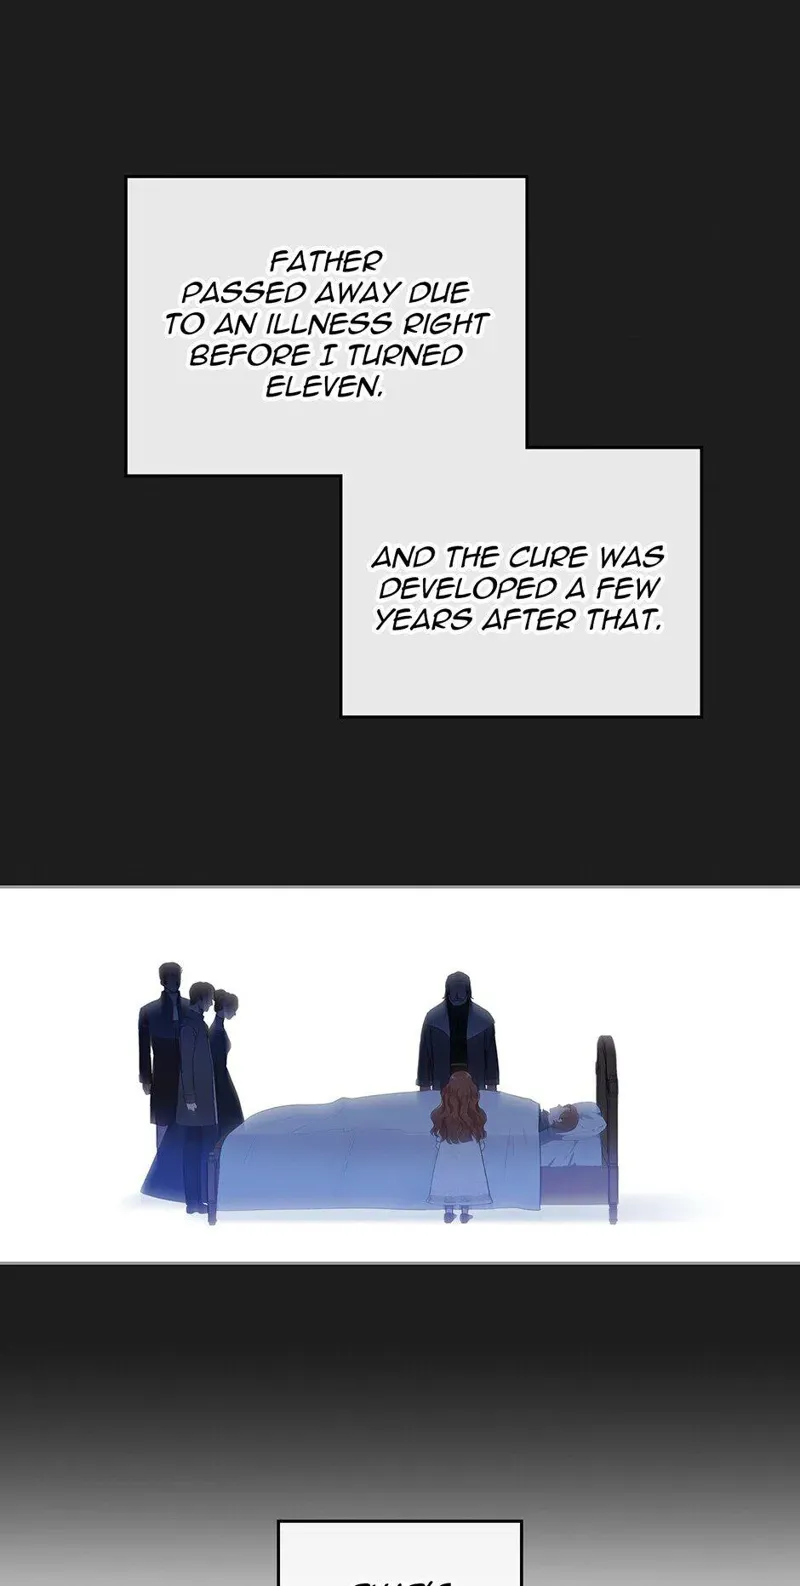 FATHER
PASSED AWAY DUE
TO AN ILLNESS RIGHT
BEFORE I TURNED
ELEVEN.
AND THE CURE WAS
DEVELOPED A FEW
YEARS AFTER THAT.